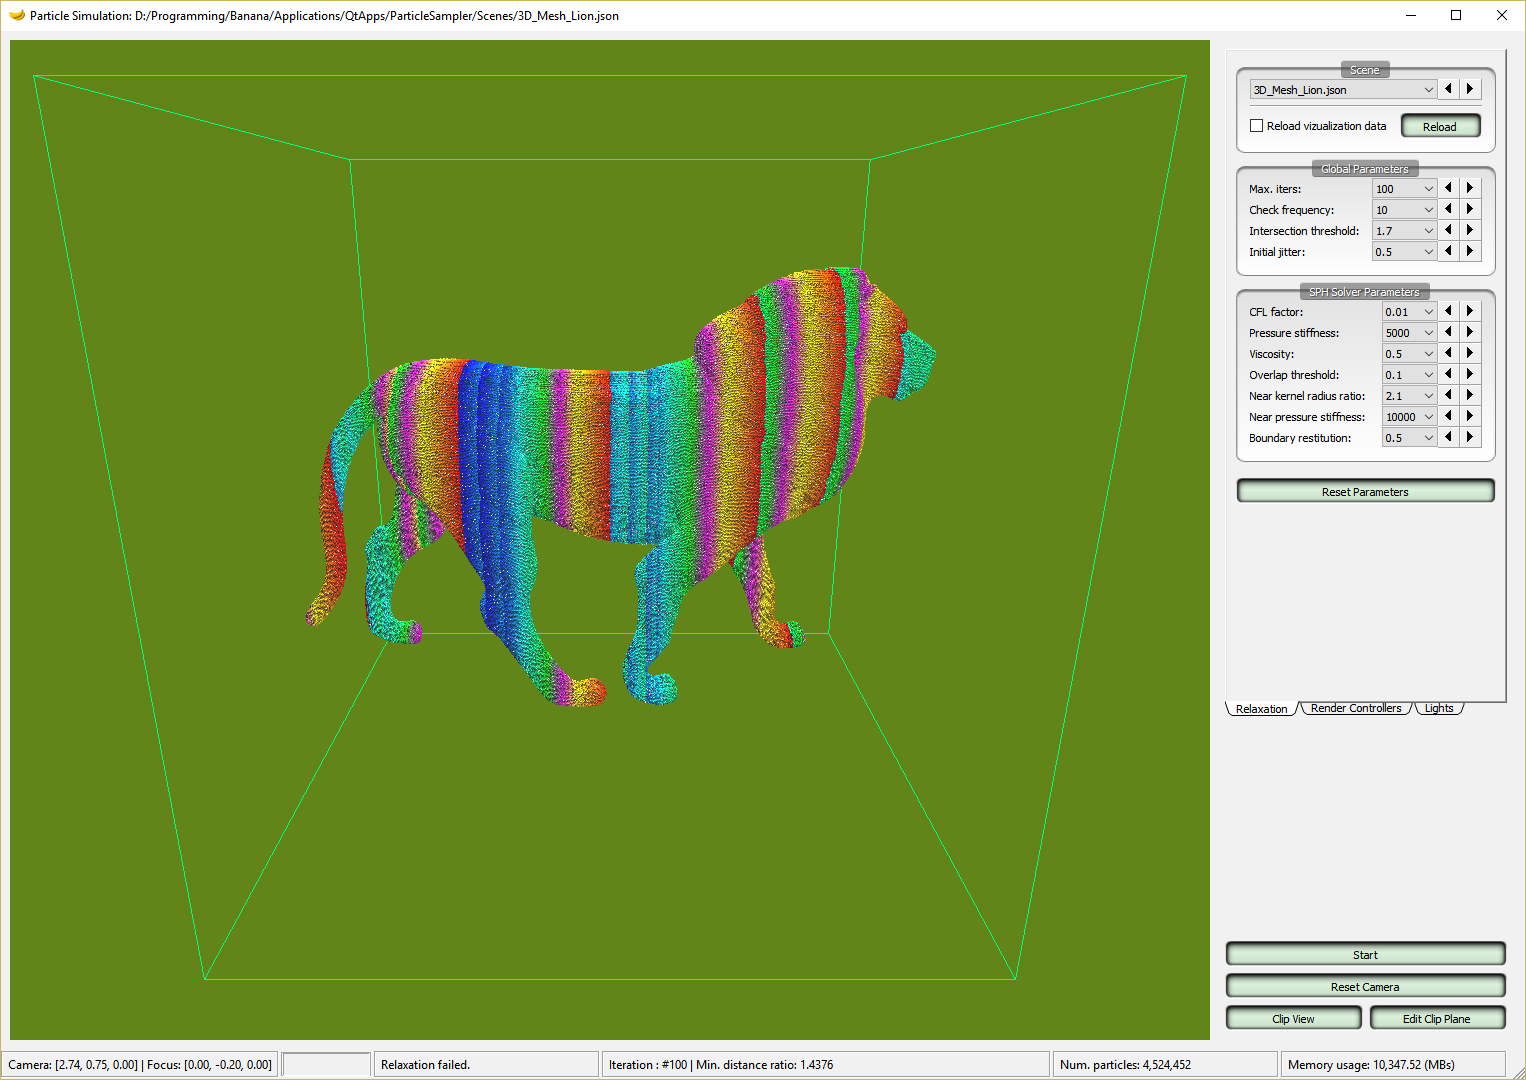 Particle Simulation: D:/Programming/Banana/Applications/QtApps/ParticleSampler/Scenes/3D_Mesh_Lion.json
Scene
3D_Mesh_Lion.json
Reload vizualization data
Reload
Global Parameters
Max. iters: 100
Check frequency: 10
Intersection threshold: 1.7
Initial jitter: 0.5
SPH Solver Parameters
CFL factor: 0.01
Pressure stiffness: 5000
Viscosity: 0.5
Overlap threshold: 0.1
Near kernel radius ratio: 2.1
Near pressure stiffness: 10000
Boundary restitution: 0.5
Reset Parameters
Relaxation Render Controllers Lights
Start
Reset Camera
Clip View Edit Clip Plane
Camera: [2.74, 0.75, 0.00] | Focus: [0.00, -0.20, 0.00] Relaxation failed. Iteration : #100 | Min. distance ratio: 1.4376 Num. particles: 4,524,452 Memory usage: 10,347.52 (MBs)